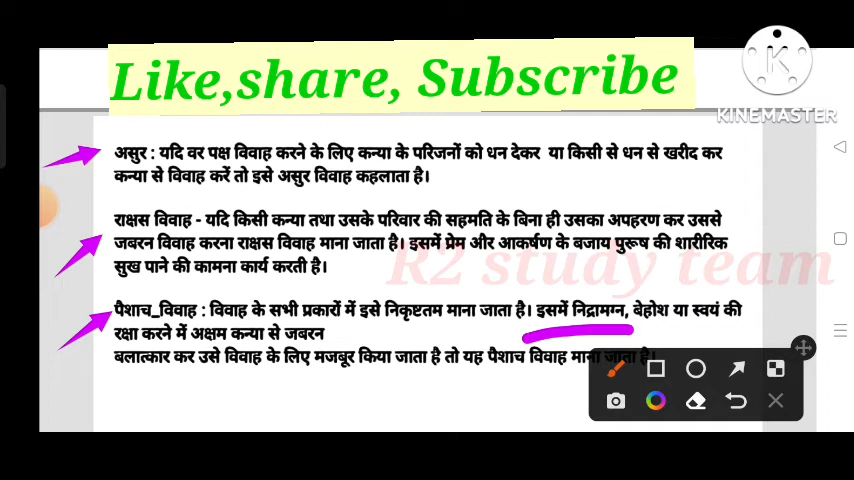 Like,share, Subscribe
K
KINEMASTER
असुर : यदि वर पक्ष विवाह करने के लिए कन्या के परिजनों को धन देकर या किसी से धन से खरीद कर
कन्या से विवाह करें तो इसे असुर विवाह कहलाता है।
राक्षस विवाह - यदि किसी कन्या तथा उसके परिवार की सहमति के बिना ही उसका अपहरण कर उससे
जबरन विवाह करना राक्षस विवाह माना जाता है। इसमें प्रेम और आकर्षण के बजाय पुरूष की शारीरिक
सुख पाने की कामना कार्य करती है।
R2 study team
पैशाच_विवाह : विवाह के सभी प्रकारों में इसे निकृष्टतम माना जाता है। इसमें निद्रामग्न, बेहोश या स्वयं की
रक्षा करने में अक्षम कन्या से जबरन
बलात्कार कर उसे विवाह के लिए मजबूर किया जाता है तो यह पैशाच विवाह माना जाता है।